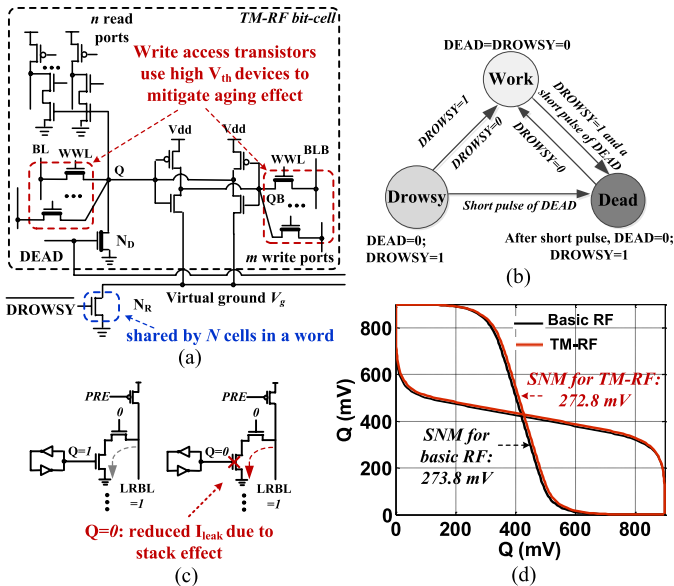 TM-RF bit-cell
n read
ports
Write access transistors
use high Vth devices to
mitigate aging effect
BL
WWL
Q
Vdd
Vdd
WWL
BLB
QB
ND
DEAD
m write ports
DROWSY
NR
Virtual ground Vg
shared by N cells in a word
(a)
DEAD=DROWSY=0
Work
DROWSY=1
DROWSY=0
DROWSY=1 and a
short pulse of DEAD
DROWSY=0
Drowsy
Short pulse of DEAD
Dead
DEAD=0;
DROWSY=1
After short pulse, DEAD=0;
DROWSY=1
(b)
PRE
0
Q=1
LRBL
=1
PRE
0
Q=0
LRBL
=1
Q=0: reduced Ileak due to
stack effect
(c)
Q (mV)
800
600
400
200
0
0
200
400
600
800
Q (mV)
Basic RF
TM-RF
SNM for TM-RF:
272.8 mV
SNM for
basic RF:
273.8 mV
(d)